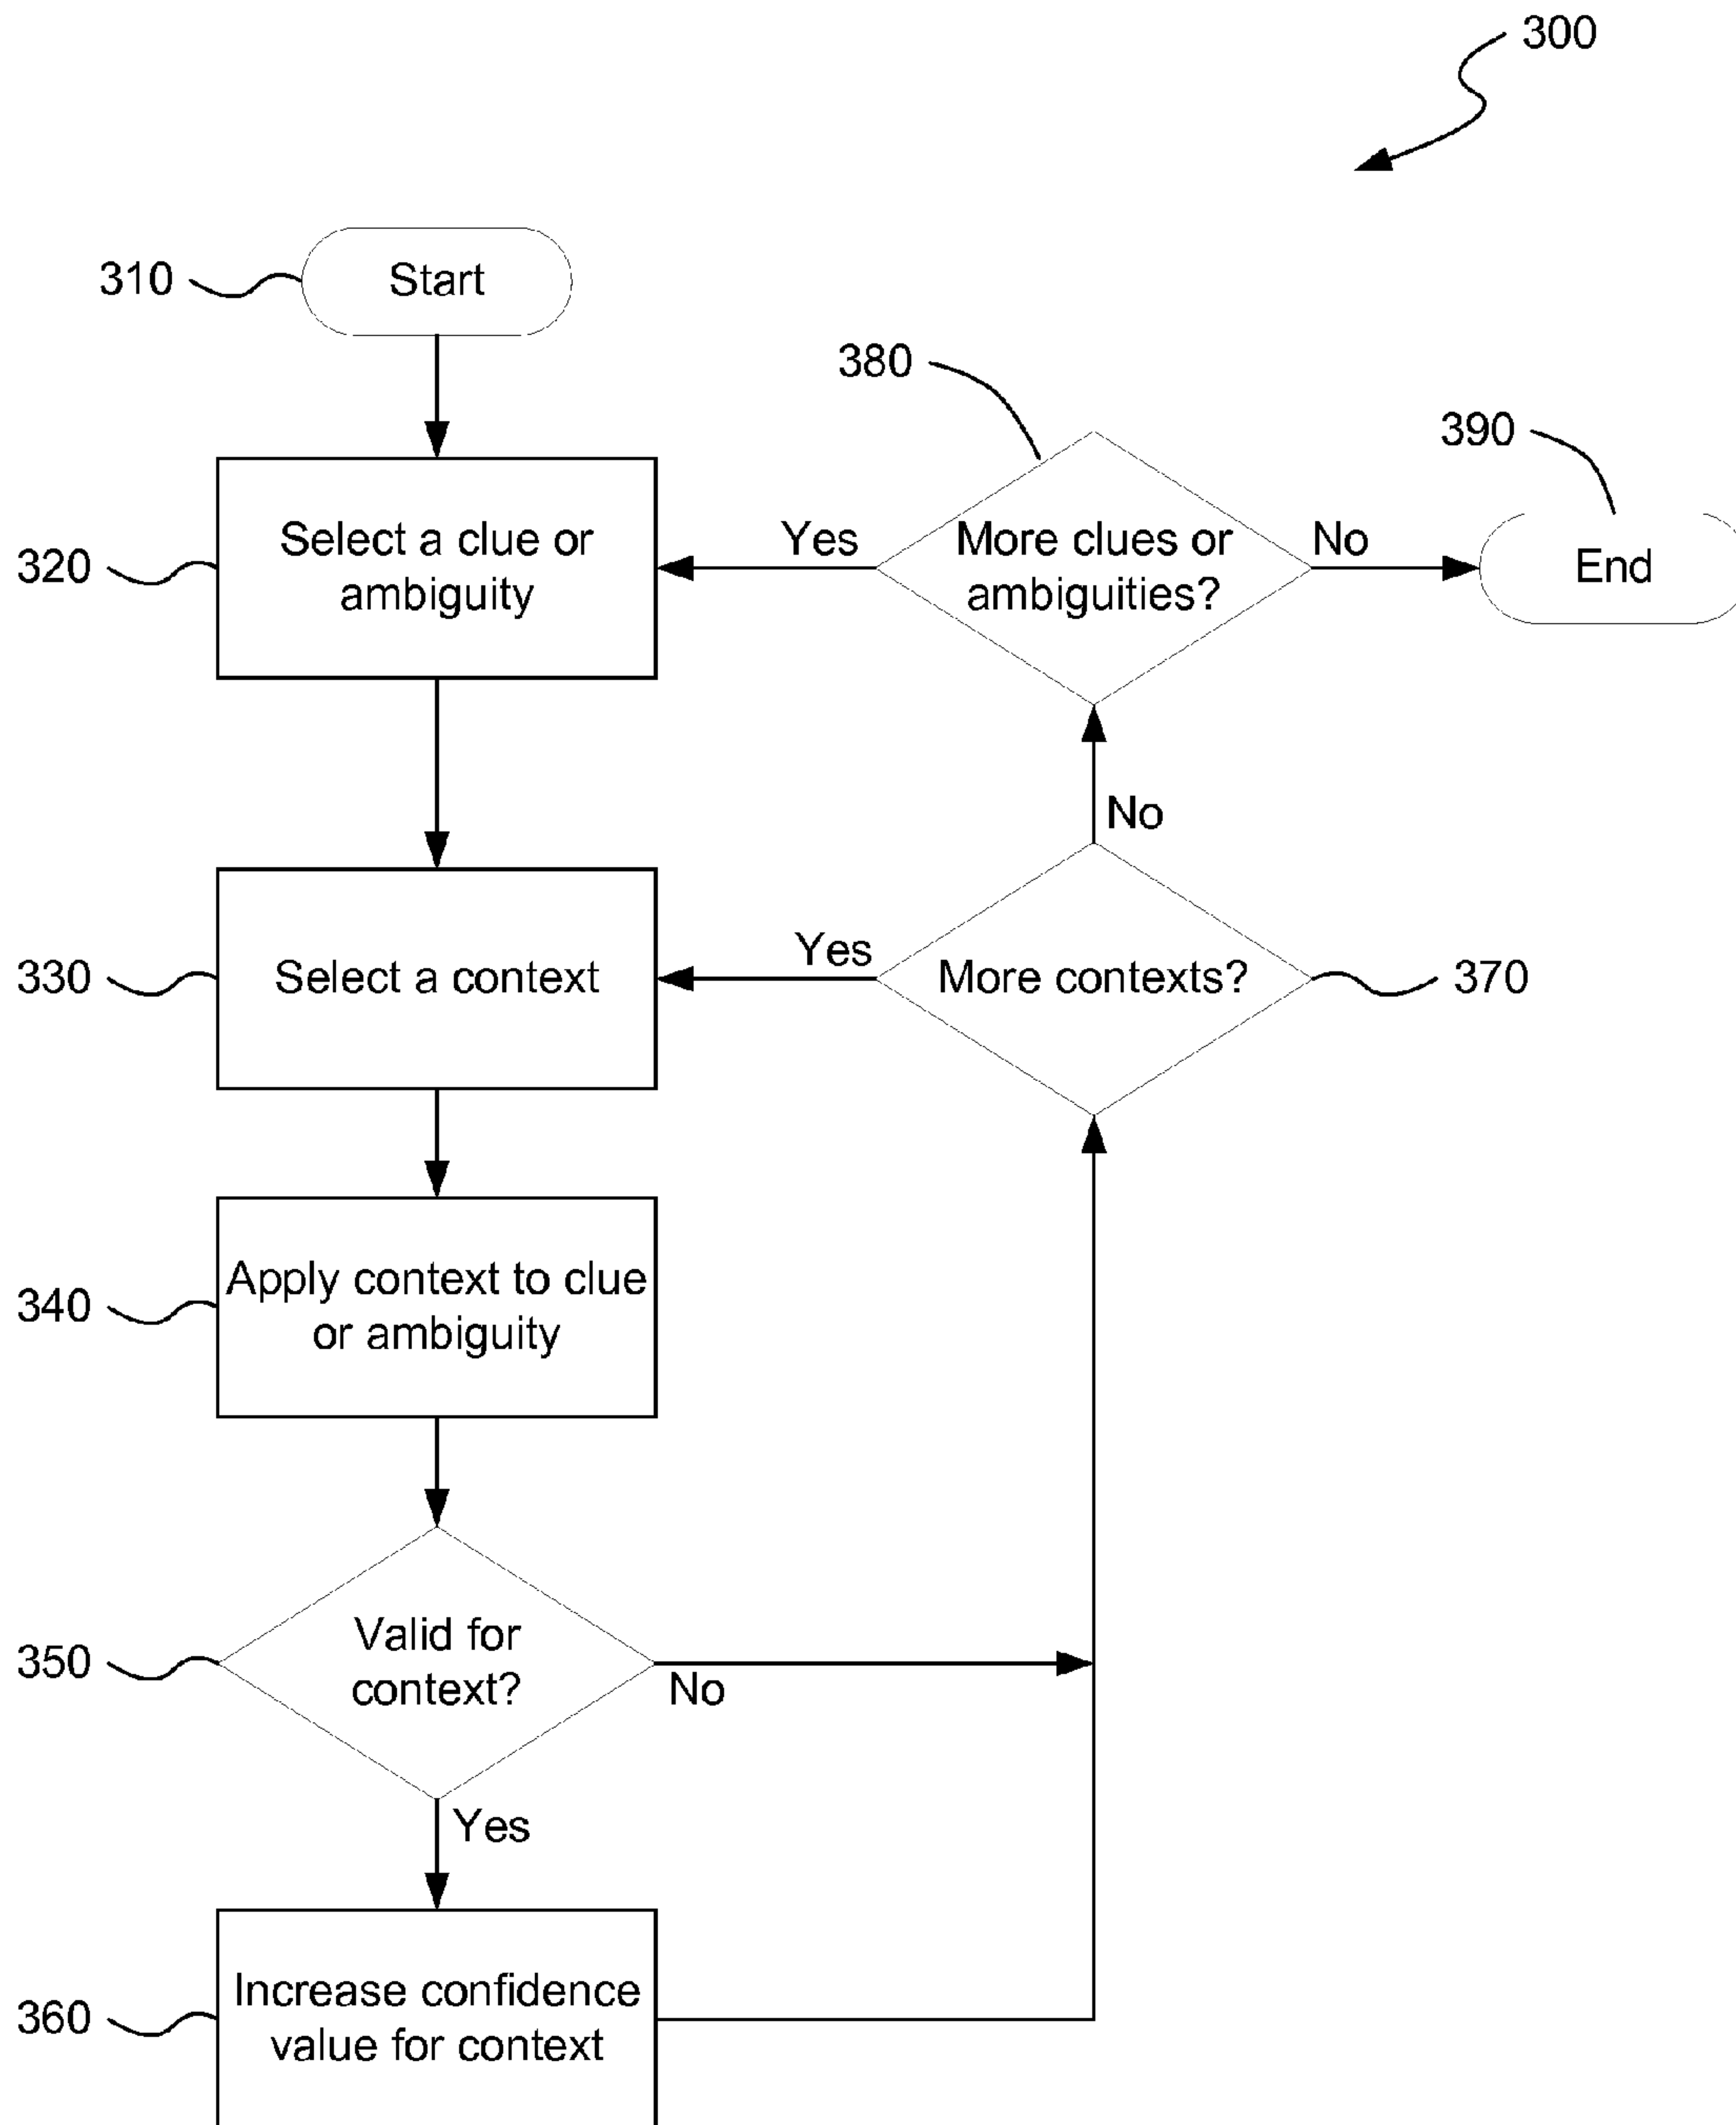 300
310
Start
380
390
320
Select a clue or
ambiguity
Yes
More clues or
ambiguities?
No
End
No
330
Select a context
Yes
More contexts?
370
340
Apply context to clue
or ambiguity
350
Valid for
context?
No
Yes
360
Increase confidence
value for context